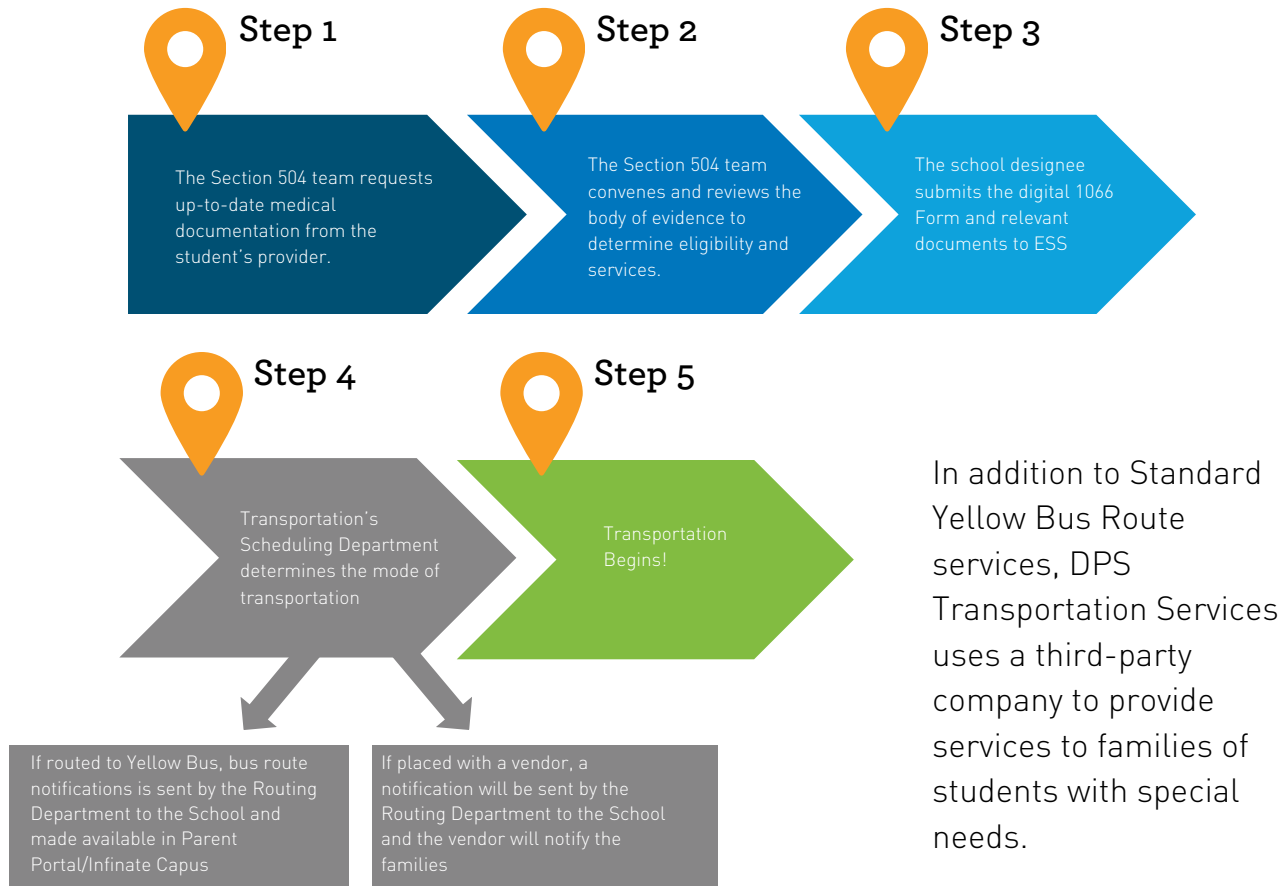 Step 1
The Section 504 team requests
up-to-date medical
documentation from the
student's provider.
Step 2
The Section 504 team
convenes and reviews the
body of evidence to
determine eligibility and
services.
Step 3
The school designee
submits the digital 1066
Form and relevant
documents to ESS
Step 4
Transportation's
Scheduling Department
determines the mode of
transportation
Step 5
Transportation
Begins!
If routed to Yellow Bus, bus route
notifications is sent by the Routing
Department to the School and
made available in Parent
Portal/Infinate Capus
If placed with a vendor, a
notification will be sent by the
Routing Department to the School
and the vendor will notify the
families
In addition to Standard
Yellow Bus Route
services, DPS
Transportation Services
uses a third-party
company to provide
services to families of
students with special
needs.